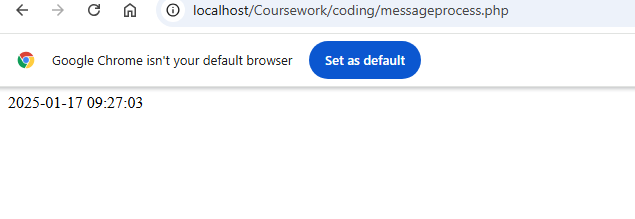 localhost/Coursework/coding/messageprocess.php
Google Chrome isn't your default browser Set as default
2025-01-17 09:27:03